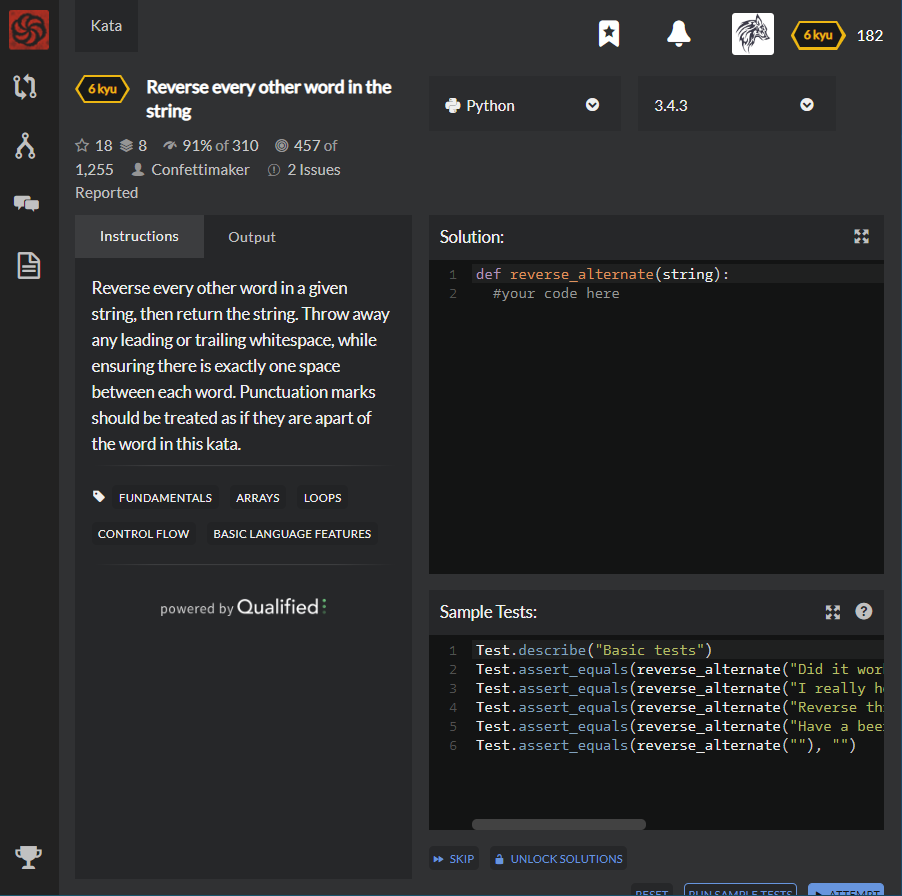 Kata
6 kyu 182
6 kyu Reverse every other word in the
string
18 8 91% of 310 457 of
1,255 Confettimaker 2 Issues
Reported
Python
3.4.3
Instructions Output
Reverse every other word in a given
string, then return the string. Throw away
any leading or trailing whitespace, while
ensuring there is exactly one space
between each word. Punctuation marks
should be treated as if they are apart of
the word in this kata.
FUNDAMENTALS ARRAYS LOOPS
CONTROL FLOW BASIC LANGUAGE FEATURES
powered by Qualified
Solution:
1 def reverse_alternate(string):
2 #your code here
Sample Tests:
1 Test.describe("Basic tests")
2 Test.assert_equals(reverse_alternate("Did it wor
3 Test.assert_equals(reverse_alternate("I really h
4 Test.assert_equals(reverse_alternate("Reverse th
5 Test.assert_equals(reverse_alternate("Have a bee
6 Test.assert_equals(reverse_alternate(""), "")
SKIP UNLOCK SOLUTIONS
RESET RUN SAMPLE TESTS ATTEMPT